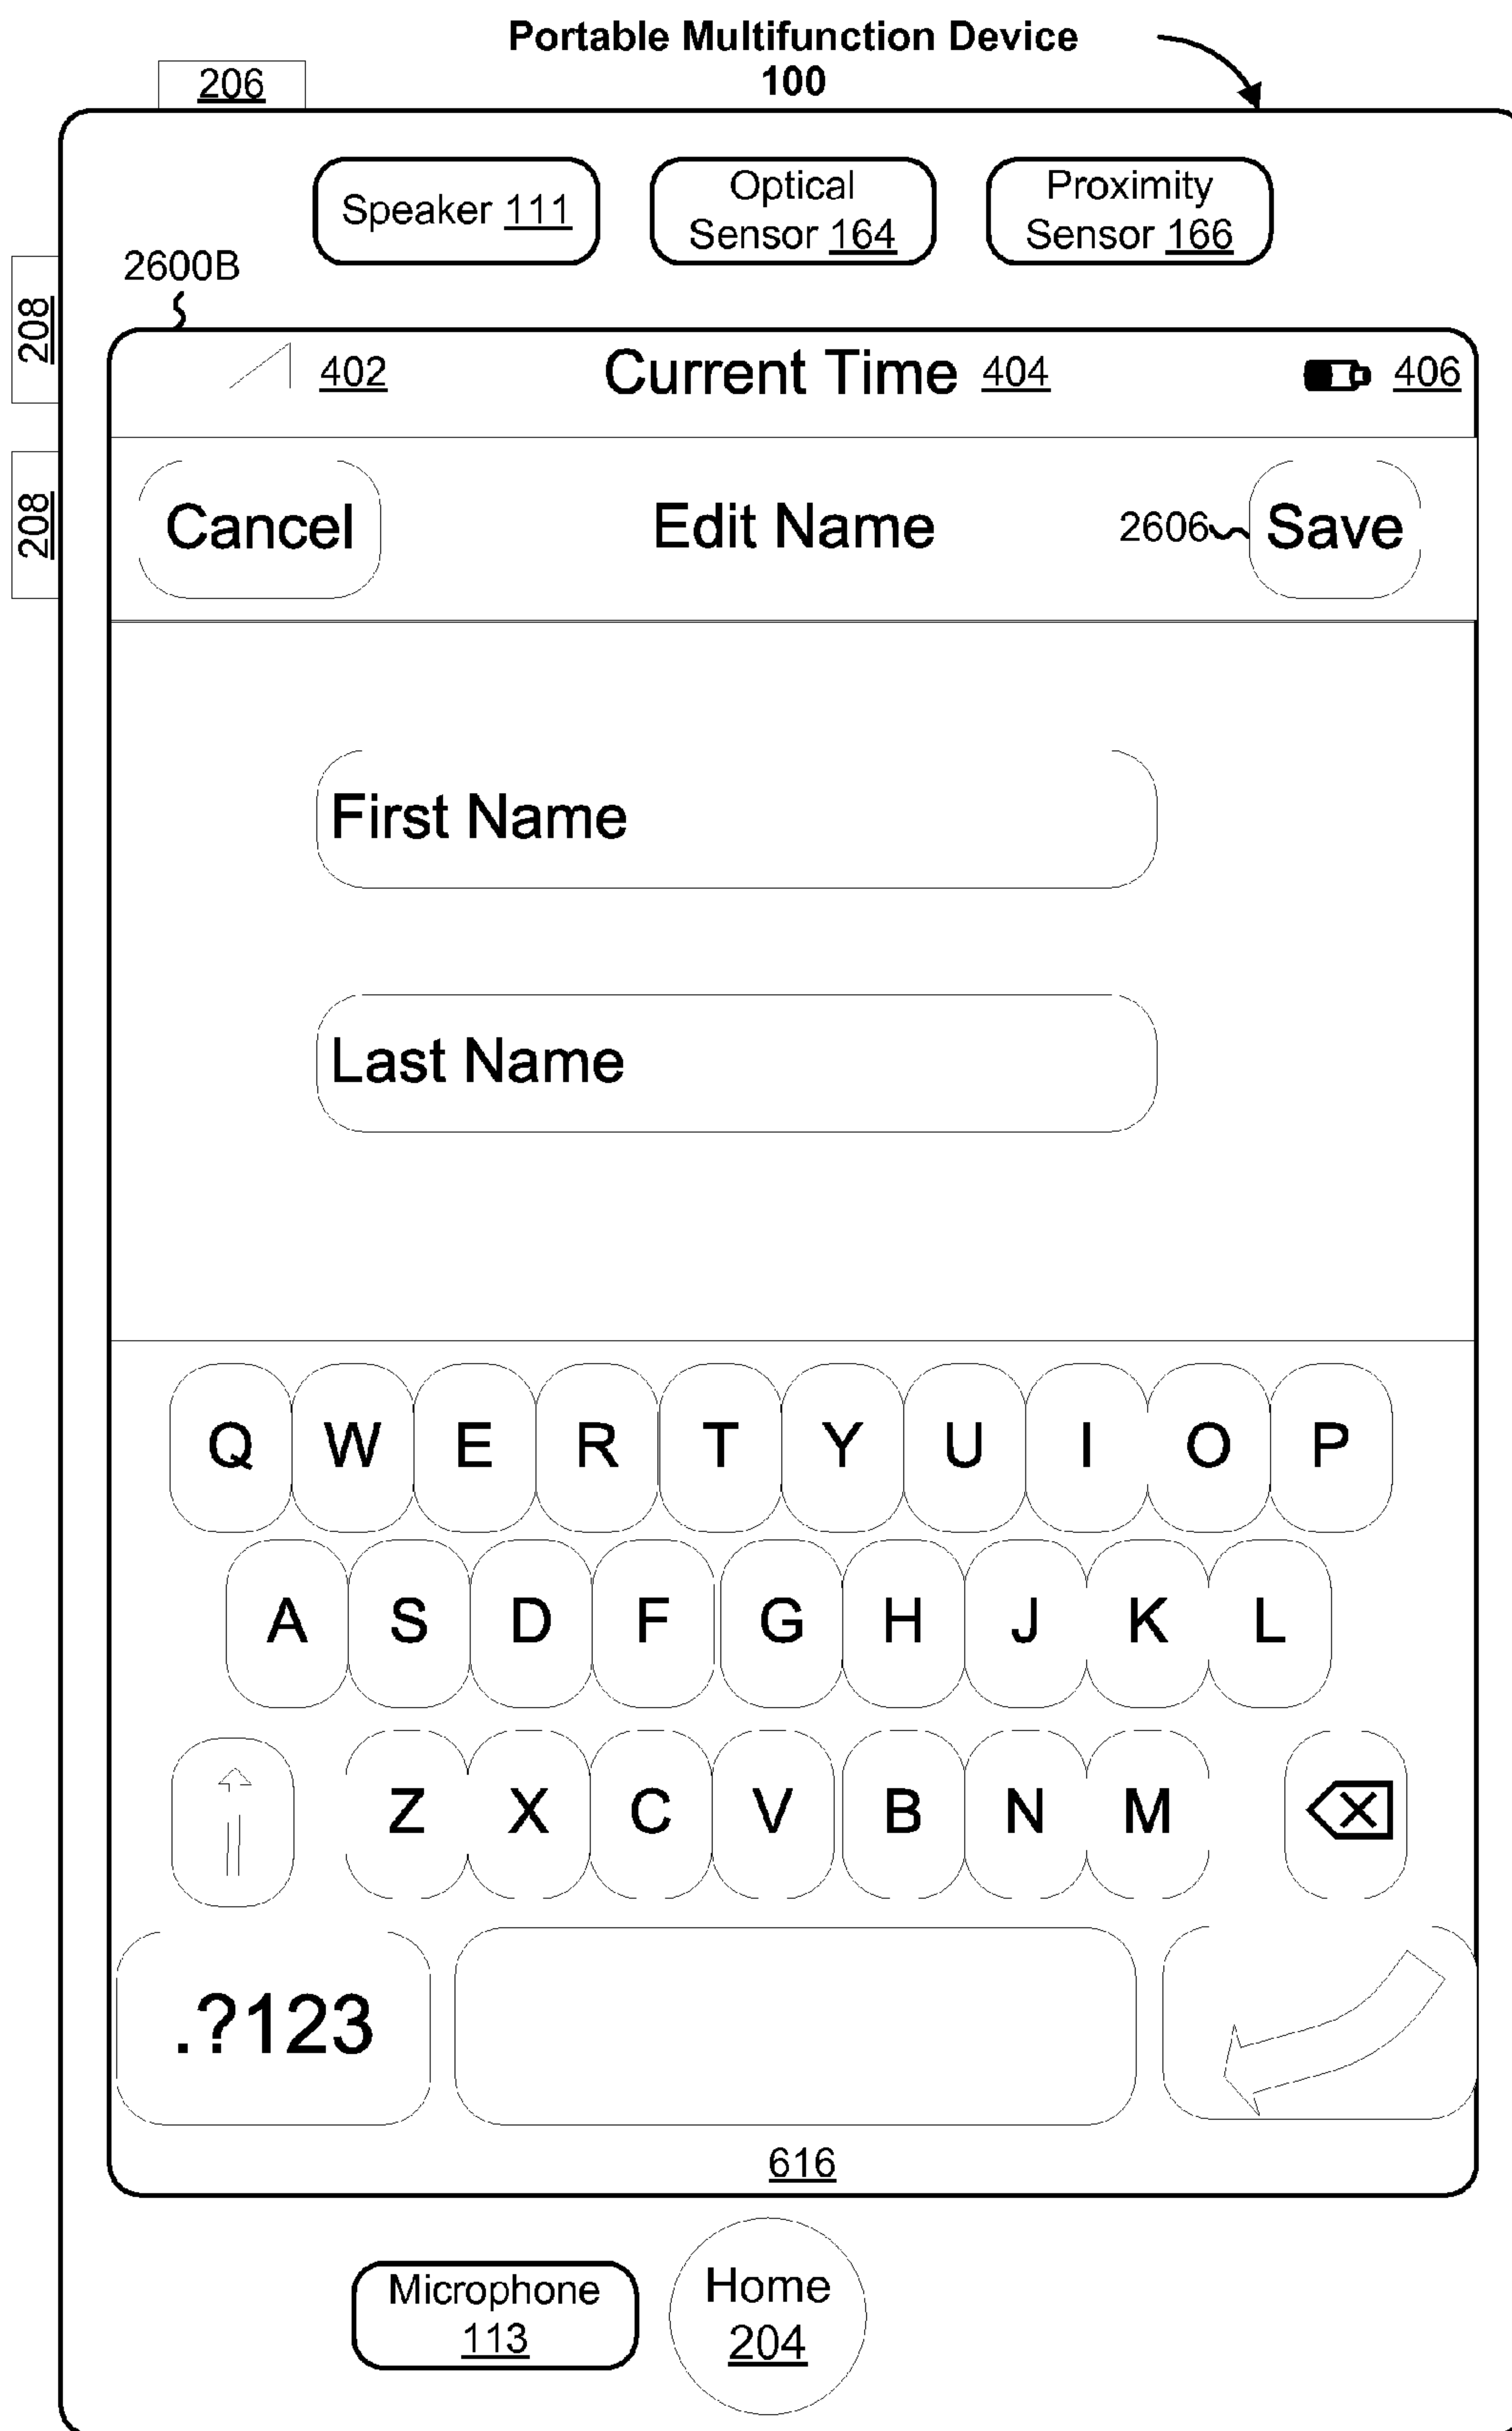 Portable Multifunction Device
100
206
Speaker 111
Optical
Sensor 164
Proximity
Sensor 166
2600B
208
402
Current Time 404
406
208
Cancel
Edit Name
2606
Save
First Name
Last Name
Q W E R T Y U I O P
A S D F G H J K L
Z X C V B N M
.?123
616
Microphone
113
Home
204